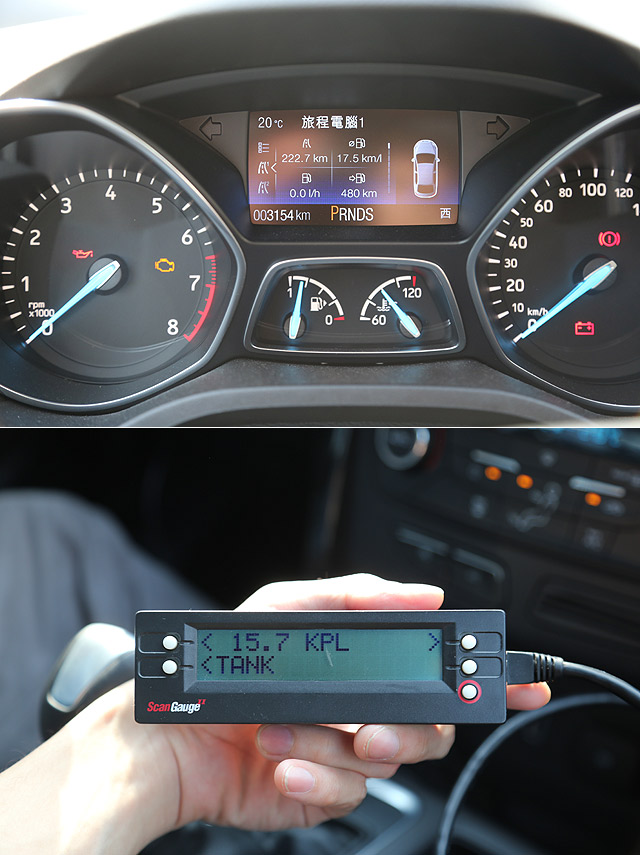 20 ℃ 旅程電腦1
222.7 km 17.5 km/l
0.0 l/h 480 km
003154 km PRNDS 西
0 1 2 3 4 5 6 7 8
rpm
x1000
1 0
60 120
0 10 20 40 60 80 100 120
km/h
< 15.7 KPL >
<TANK
ScanGauge II